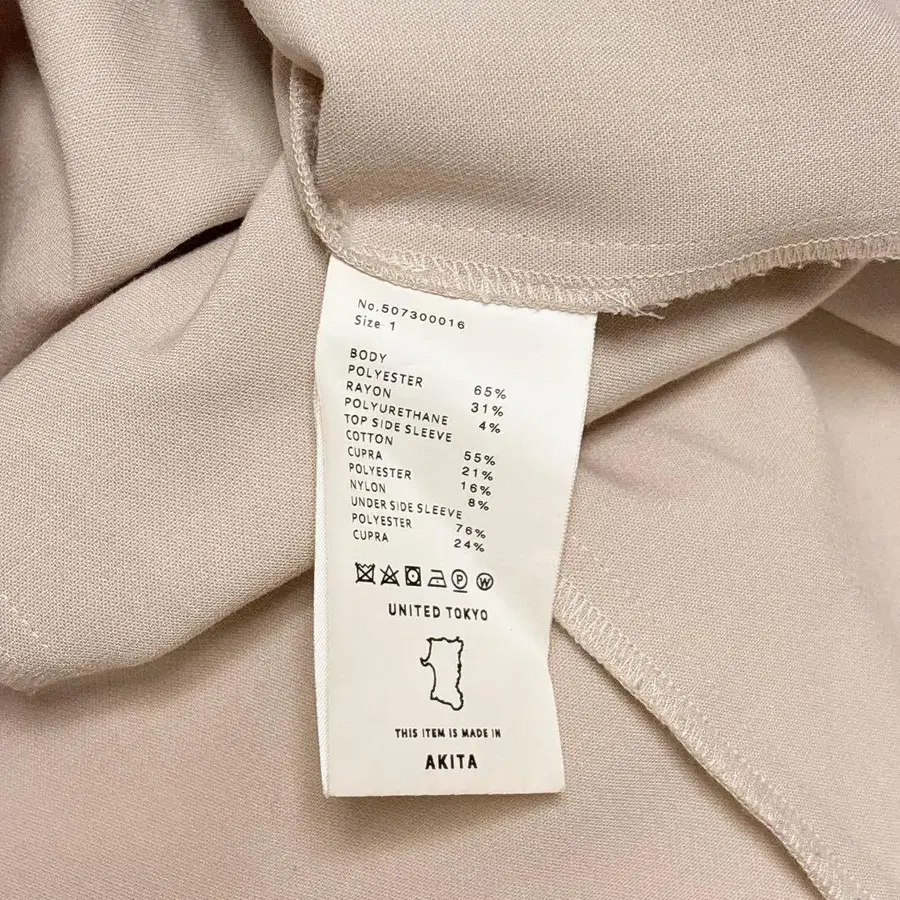 No.507300016
Size 1
BODY
POLYESTER 65%
RAYON 31%
POLYURETHANE 4%
TOP SIDE SLEEVE
COTTON 55%
CUPRA 21%
POLYESTER 16%
NYLON 8%
UNDER SIDE SLEEVE
POLYESTER 76%
CUPRA 24%
P W
UNITED TOKYO
THIS ITEM IS MADE IN
AKITA